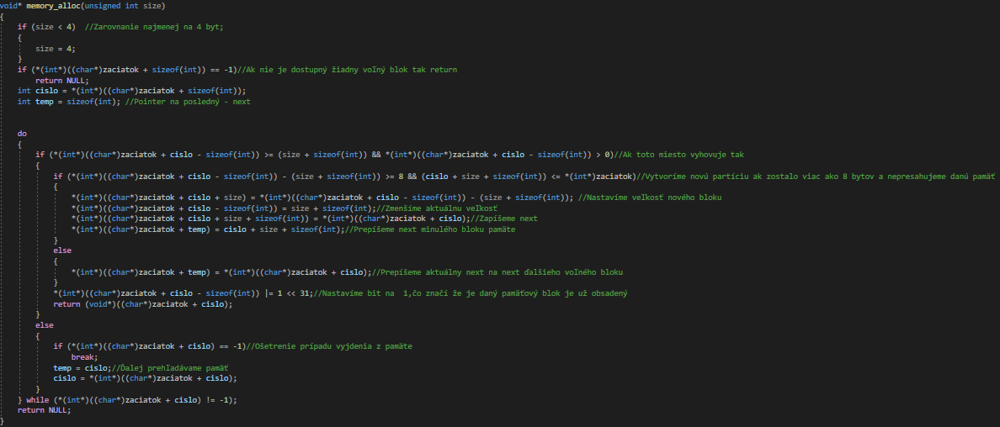 void* memory_alloc(unsigned int size)
{
    if (size < 4)  //Zarovnanie najmenej na 4 byt;
    {
        size = 4;
    }
    if (*(int*)((char*)zaciatok + sizeof(int)) == -1)//Ak nie je dostupný žiadny voľný blok tak return
        return NULL;
    int cislo = *(int*)((char*)zaciatok + sizeof(int));
    int temp = sizeof(int); //Pointer na posledný - next
    do
    {
        if (*(int*)((char*)zaciatok + cislo - sizeof(int)) >= (size + sizeof(int)) && *(int*)((char*)zaciatok + cislo - sizeof(int)) > 0)//Ak toto miesto vyhovuje tak
        {
            if (*(int*)((char*)zaciatok + cislo - sizeof(int)) - (size + sizeof(int)) >= 8 && (cislo + size + sizeof(int)) <= *(int*)zaciatok)//Vytvoríme novú partíciu ak zostalo viac ako 8 bytov a nepresahujeme danú pamäť
            {
                *(int*)((char*)zaciatok + cislo + size) = *(int*)((char*)zaciatok + cislo - sizeof(int)) - (size + sizeof(int)); //Nastavíme veľkosť nového bloku
                *(int*)((char*)zaciatok + cislo - sizeof(int)) = size + sizeof(int);//Zmenšíme aktuálnu veľkosť
                *(int*)((char*)zaciatok + cislo + size + sizeof(int)) = *(int*)((char*)zaciatok + cislo);//Zapíšeme next
                *(int*)((char*)zaciatok + temp) = cislo + size + sizeof(int);//Prepíšeme next minulého bloku pamäte
            }
            else
            {
                *(int*)((char*)zaciatok + temp) = *(int*)((char*)zaciatok + cislo);//Prepíšeme aktuálny next na next ďalšieho voľného bloku
            }
            *(int*)((char*)zaciatok + cislo - sizeof(int)) |= 1 << 31;//Nastavíme bit na  1,čo značí že je daný pamäťový blok je už obsadený
            return (void*)((char*)zaciatok + cislo);
        }
        else
        {
            if (*(int*)((char*)zaciatok + cislo) == -1)//Ošetrenie prípadu vyjdenia z pamäte
                break;
            temp = cislo;//Ďalej prehľadávame pamäť
            cislo = *(int*)((char*)zaciatok + cislo);
        }
    } while (*(int*)((char*)zaciatok + cislo) != -1);
    return NULL;
}